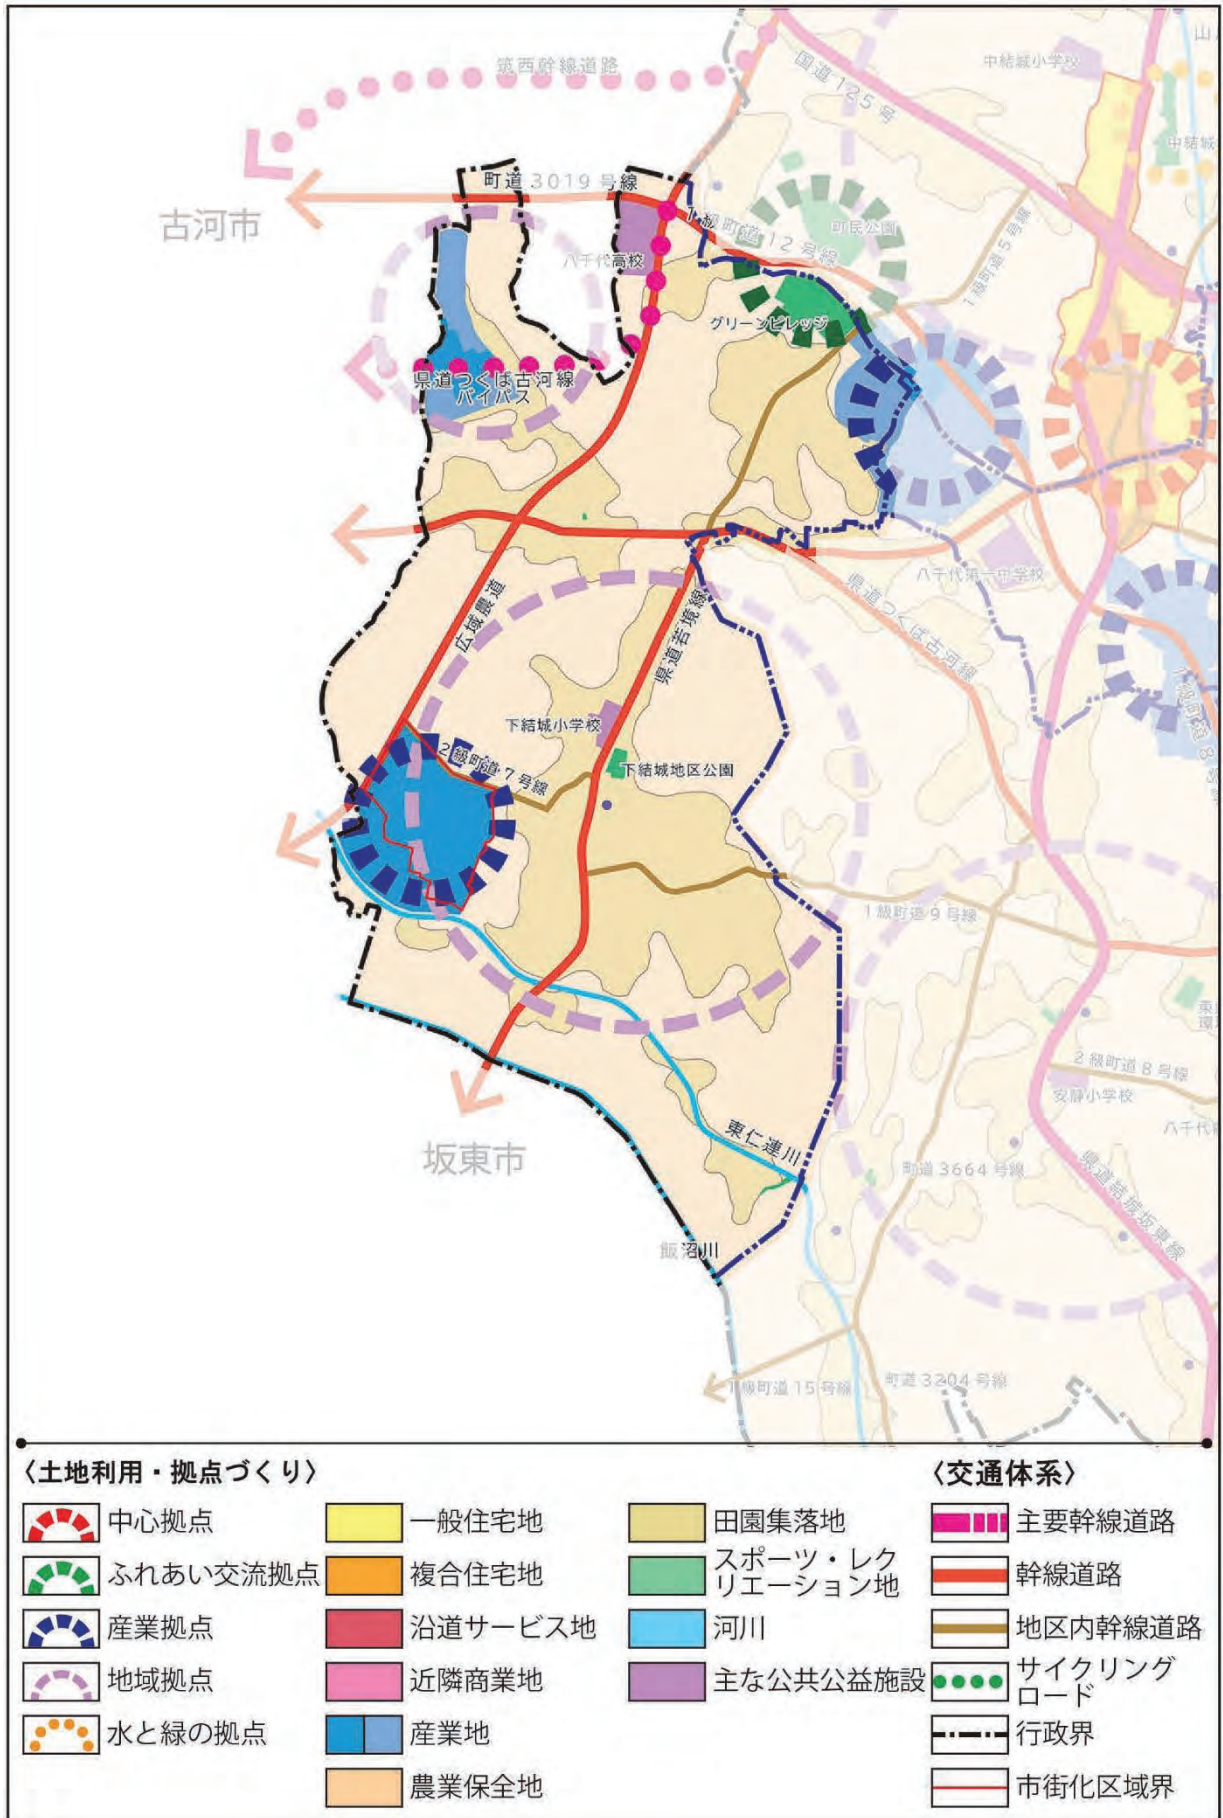 筑西幹線道路
国道125号
中結城小学校
山
中結城
古河市
町道3019号線
1級町道12号線
町民公園
1級町道5号線
八千代高校
グリーンビレッジ
県道つくば古河線
バイパス
八千代第一中学校
県道つくば古河線
広域農道
県道若境線
1級町道8号
下結城小学校
2級町道7号線
下結城地区公園
1級町道9号線
2級町道8号線
安静小学校
八千代
坂東市
東仁連川
町道3664号線
県道結城坂東線
飯沼川
1級町道15号線
町道3204号線
〈土地利用・拠点づくり〉
〈交通体系〉
中心拠点
一般住宅地
田園集落地
主要幹線道路
ふれあい交流拠点
複合住宅地
スポーツ・レク
リエーション地
幹線道路
産業拠点
沿道サービス地
河川
地区内幹線道路
地域拠点
近隣商業地
主な公共公益施設
サイクリング
ロード
水と緑の拠点
産業地
行政界
農業保全地
市街化区域界